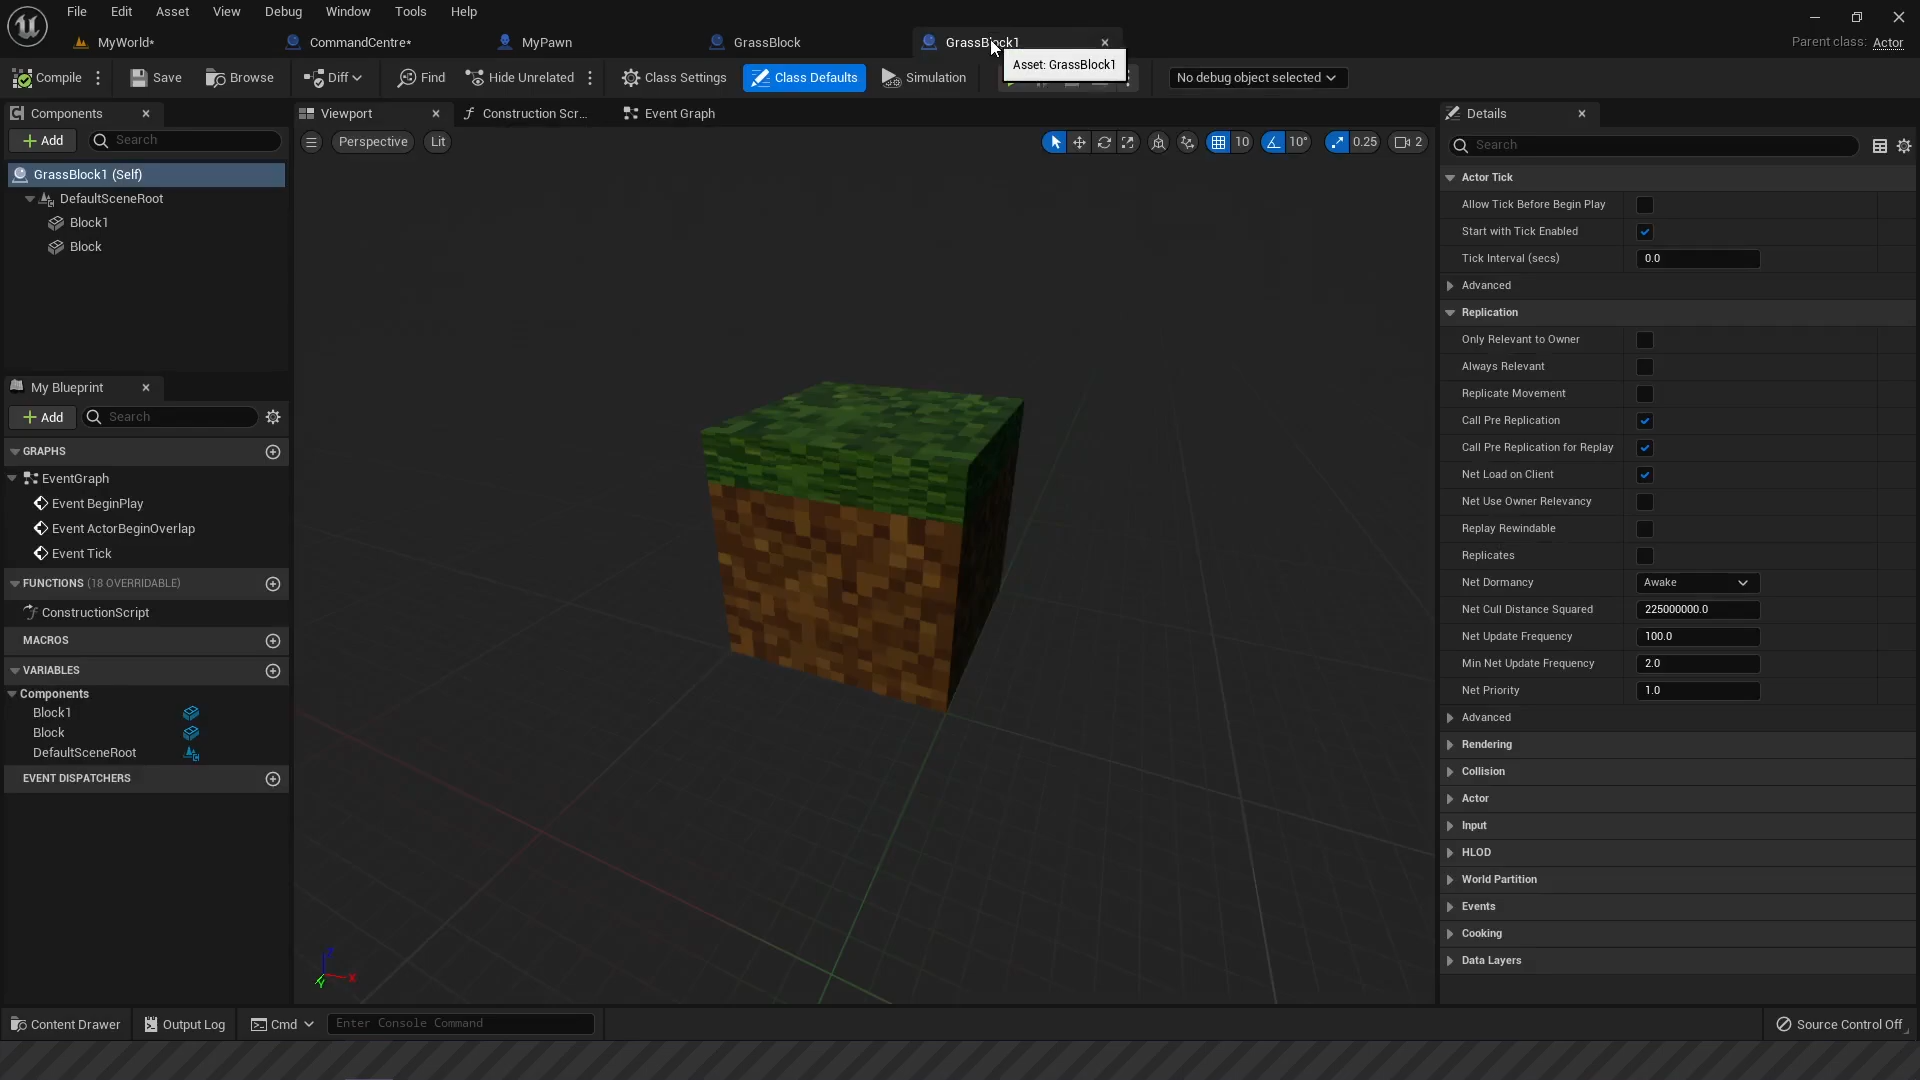 File Edit Asset View Debug Window Tools Help
MyWorld* CommandCentre* MyPawn GrassBlock GrassBlock1
Parent class: Actor
Asset: GrassBlock1
Compile Save Browse Diff Find Hide Unrelated Class Settings Class Defaults Simulation No debug object selected
Components
Add Search
GrassBlock1 (Self)
DefaultSceneRoot
Block1
Block
My Blueprint
Add Search
GRAPHS
EventGraph
Event BeginPlay
Event ActorBeginOverlap
Event Tick
FUNCTIONS (18 OVERRIDABLE)
ConstructionScript
MACROS
VARIABLES
Components
Block1
Block
DefaultSceneRoot
EVENT DISPATCHERS
Viewport Construction Scr... Event Graph
Perspective Lit 10 10° 0.25 2
X
Y
Details
Search
Actor Tick
Allow Tick Before Begin Play
Start with Tick Enabled
Tick Interval (secs) 0.0
Advanced
Replication
Only Relevant to Owner
Always Relevant
Replicate Movement
Call Pre Replication
Call Pre Replication for Replay
Net Load on Client
Net Use Owner Relevancy
Replay Rewindable
Replicates
Net Dormancy Awake
Net Cull Distance Squared 225000000.0
Net Update Frequency 100.0
Min Net Update Frequency 2.0
Net Priority 1.0
Advanced
Rendering
Collision
Actor
Input
HLOD
World Partition
Events
Cooking
Data Layers
Content Drawer Output Log Cmd Enter Console Command Source Control Off